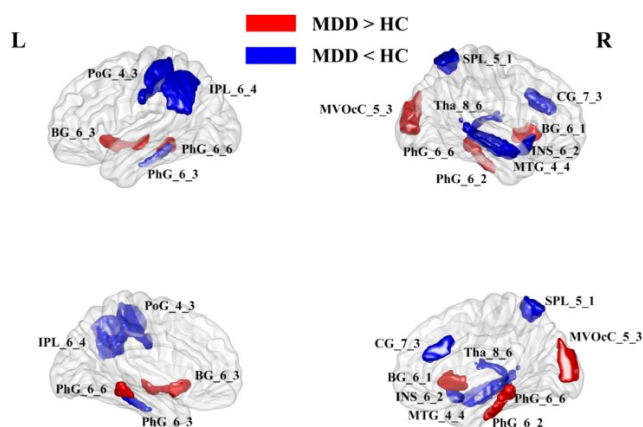 L
MDD > HC
MDD < HC
R
PoG_4_3
IPL_6_4
BG_6_3
PhG_6_6
PhG_6_3
SPL_5_1
CG_7_3
MVOcC_5_3
Tha_8_6
BG_6_1
PhG_6_6
INS_6_2
MTG_4_4
PhG_6_2
PoG_4_3
IPL_6_4
BG_6_3
PhG_6_6
PhG_6_3
SPL_5_1
MVOcC_5_3
CG_7_3
Tha_8_6
BG_6_1
INS_6_2
PhG_6_6
MTG_4_4
PhG_6_2